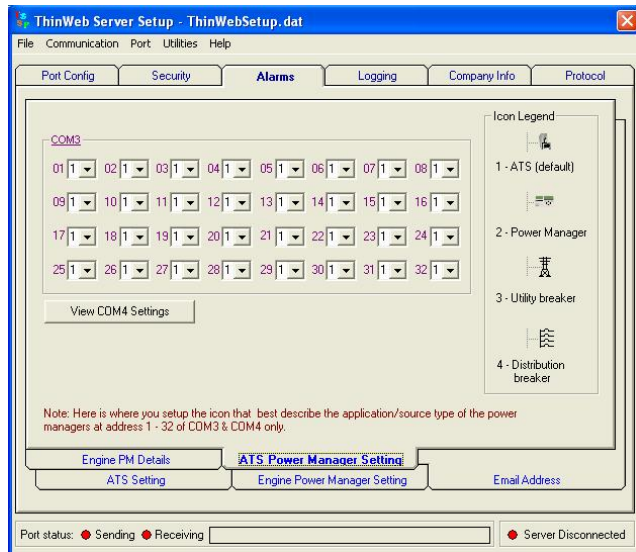 ThinWeb Server Setup - ThinWebSetup.dat
File Communication Port Utilities Help
Port Config Security Alarms Logging Company Info Protocol
Icon Legend
COM3
01 1 02 1 03 1 04 1 05 1 06 1 07 1 08 1
1 - ATS (default)
09 1 10 1 11 1 12 1 13 1 14 1 15 1 16 1
17 1 18 1 19 1 20 1 21 1 22 1 23 1 24 1
2 - Power Manager
25 1 26 1 27 1 28 1 29 1 30 1 31 1 32 1
3 - Utility breaker
View COM4 Settings
4 - Distribution
breaker
Note: Here is where you setup the icon that best describe the application/source type of the power
managers at address 1 - 32 of COM3 & COM4 only.
Engine PM Details ATS Power Manager Setting
ATS Setting Engine Power Manager Setting Email Address
Port status: Sending Receiving Server Disconnected